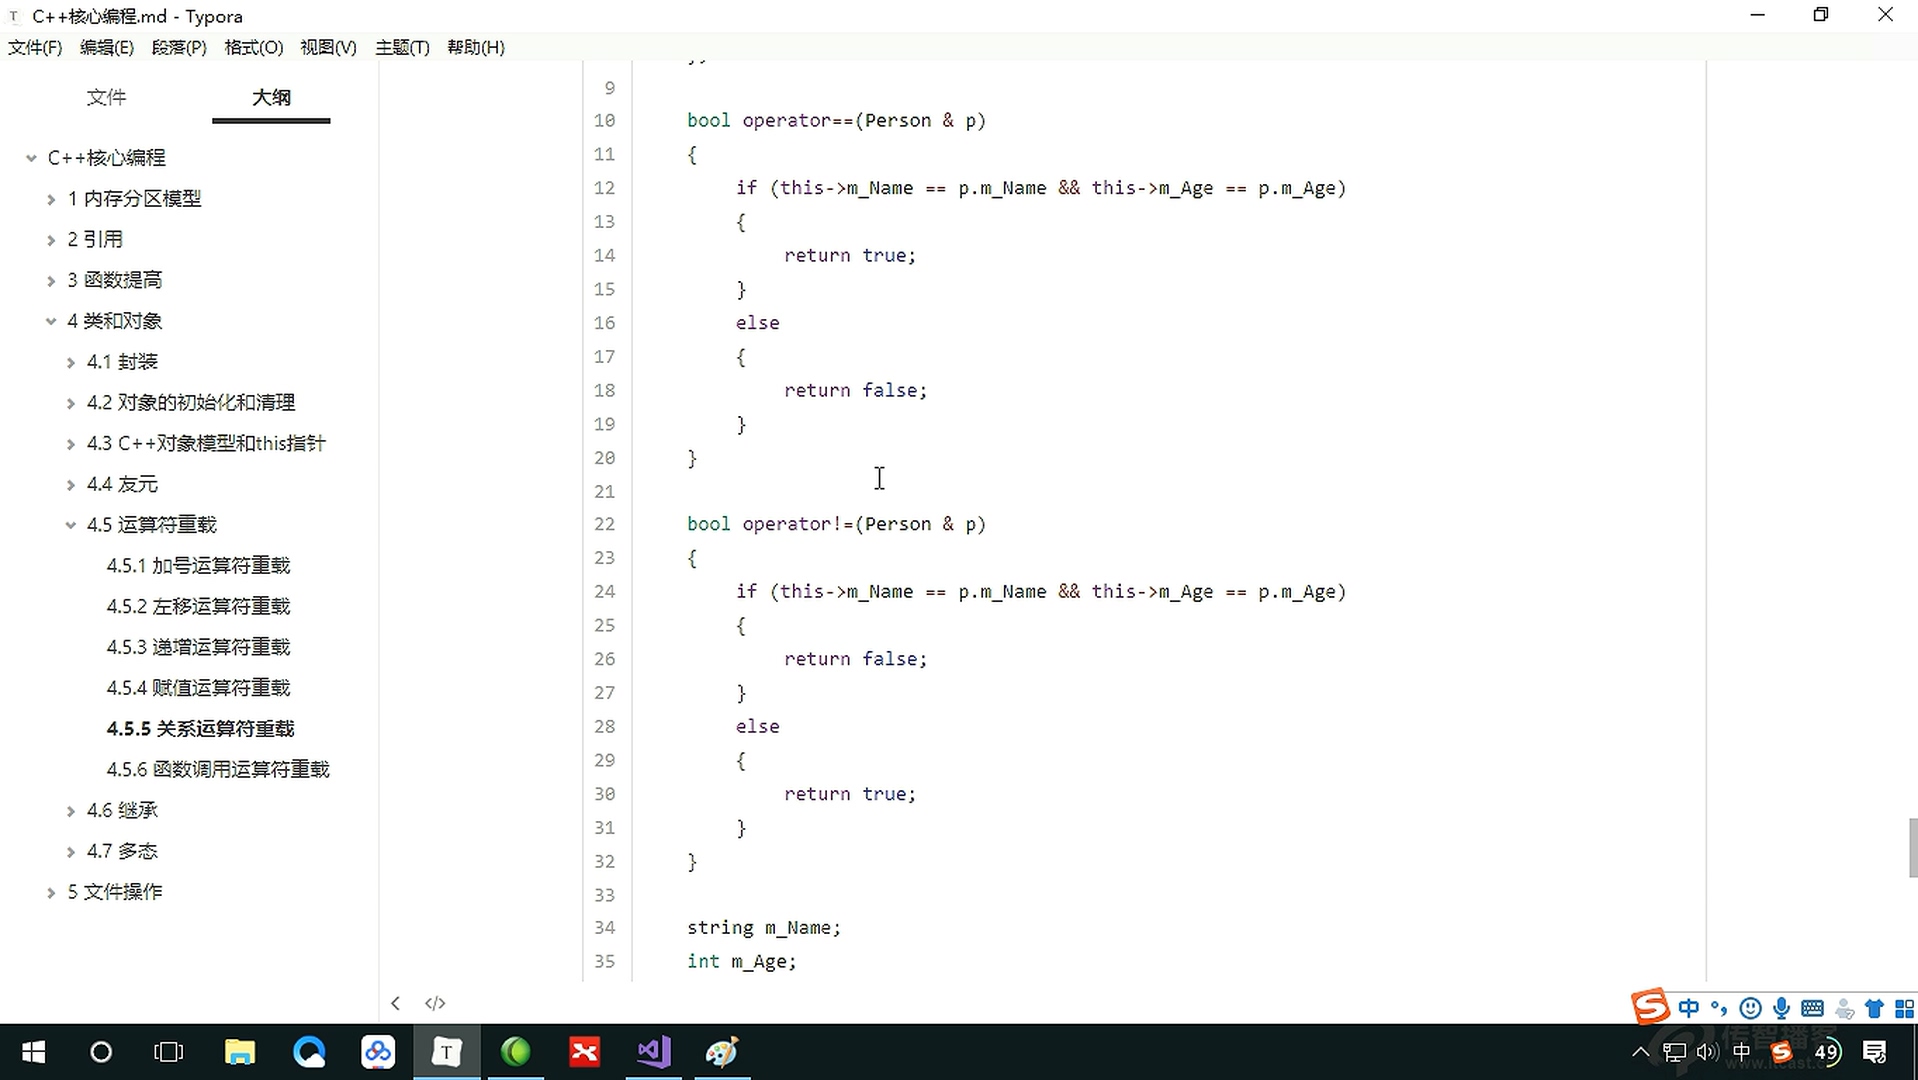 C++核心编程.md - Typora
文件(F) 编辑(E) 段落(P) 格式(O) 视图(V) 主题(T) 帮助(H)
文件 大纲
C++核心编程
1 内存分区模型
2 引用
3 函数提高
4 类和对象
4.1 封装
4.2 对象的初始化和清理
4.3 C++对象模型和this指针
4.4 友元
4.5 运算符重载
4.5.1 加号运算符重载
4.5.2 左移运算符重载
4.5.3 递增运算符重载
4.5.4 赋值运算符重载
4.5.5 关系运算符重载
4.5.6 函数调用运算符重载
4.6 继承
4.7 多态
5 文件操作
9
10 bool operator==(Person & p)
11 {
12 if (this->m_Name == p.m_Name && this->m_Age == p.m_Age)
13 {
14 return true;
15 }
16 else
17 {
18 return false;
19 }
20 }
21
22 bool operator!=(Person & p)
23 {
24 if (this->m_Name == p.m_Name && this->m_Age == p.m_Age)
25 {
26 return false;
27 }
28 else
29 {
30 return true;
31 }
32 }
33
34 string m_Name;
35 int m_Age;
</>
中
传智播客
中 49